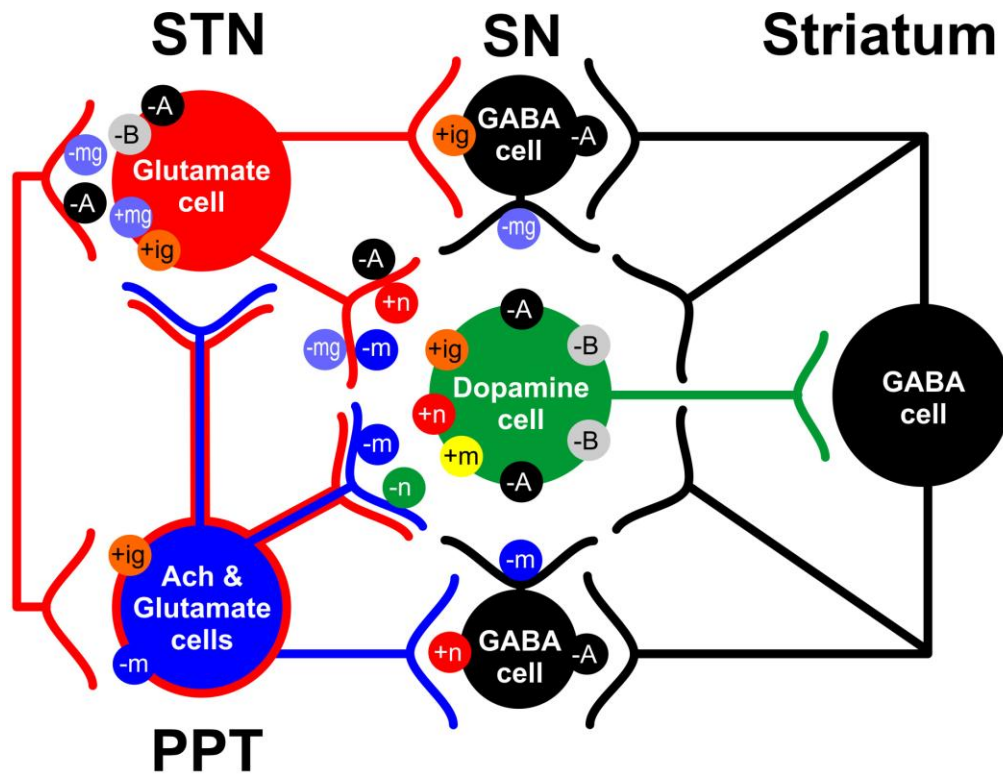 STN
SN
Striatum
-A
-B
-mg
-A
+mg
+ig
Glutamate
cell
+ig
GABA
cell
-A
-mg
-A
+n
-mg
-m
-A
+ig
-B
Dopamine
cell
+n
+m
-B
-A
GABA
cell
-m
-n
+ig
Ach &
Glutamate
cells
-m
-m
+n
GABA
cell
-A
PPT